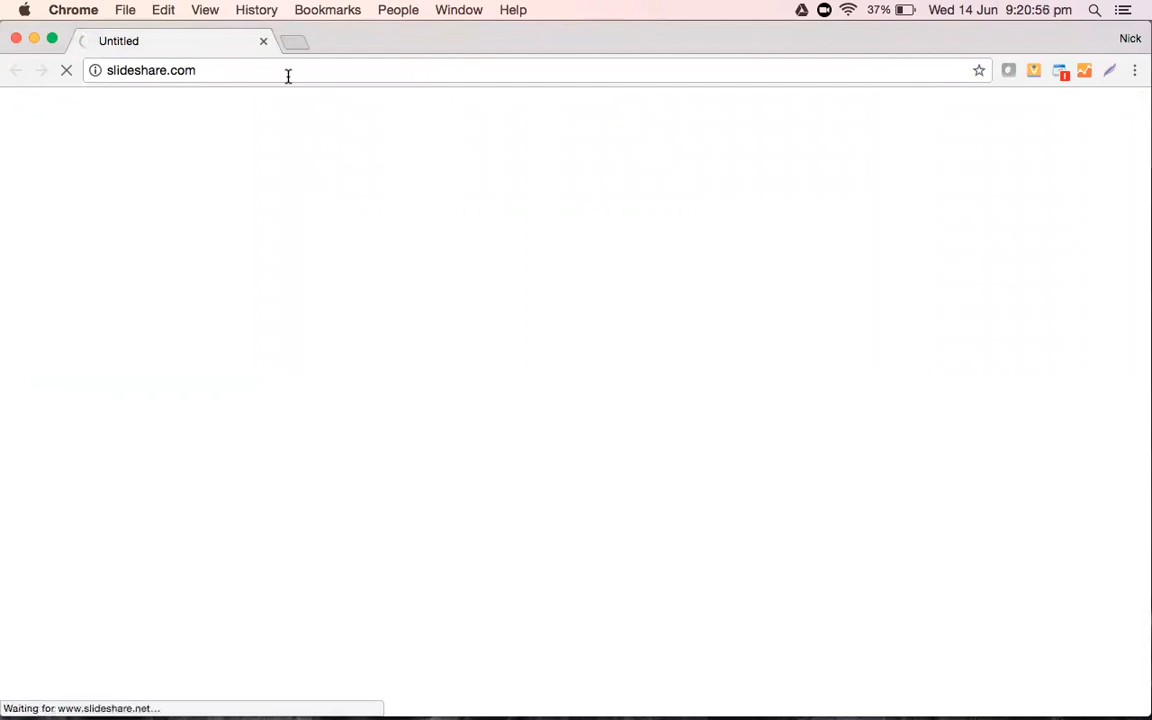 Chrome File Edit View History Bookmarks People Window Help 37% Wed 14 Jun 9:20:56 pm
Untitled Nick
slideshare.com
Waiting for www.slideshare.net...